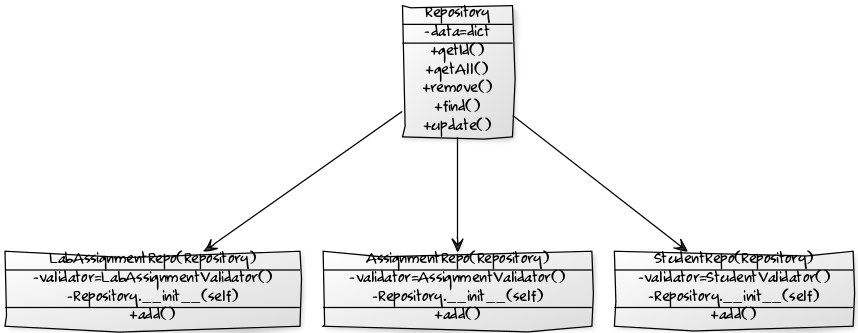 Repository
-data=dict
+getId()
+getAll()
+remove()
+find()
+update()
LabAssignmentRepo(Repository)
-validator=LabAssignmentValidator()
-Repository.__init__(self)
+add()
AssignmentRepo(Repository)
-validator=AssignmentValidator()
-Repository.__init__(self)
+add()
StudentRepo(Repository)
-validator=StudentValidator()
-Repository.__init__(self)
+add()